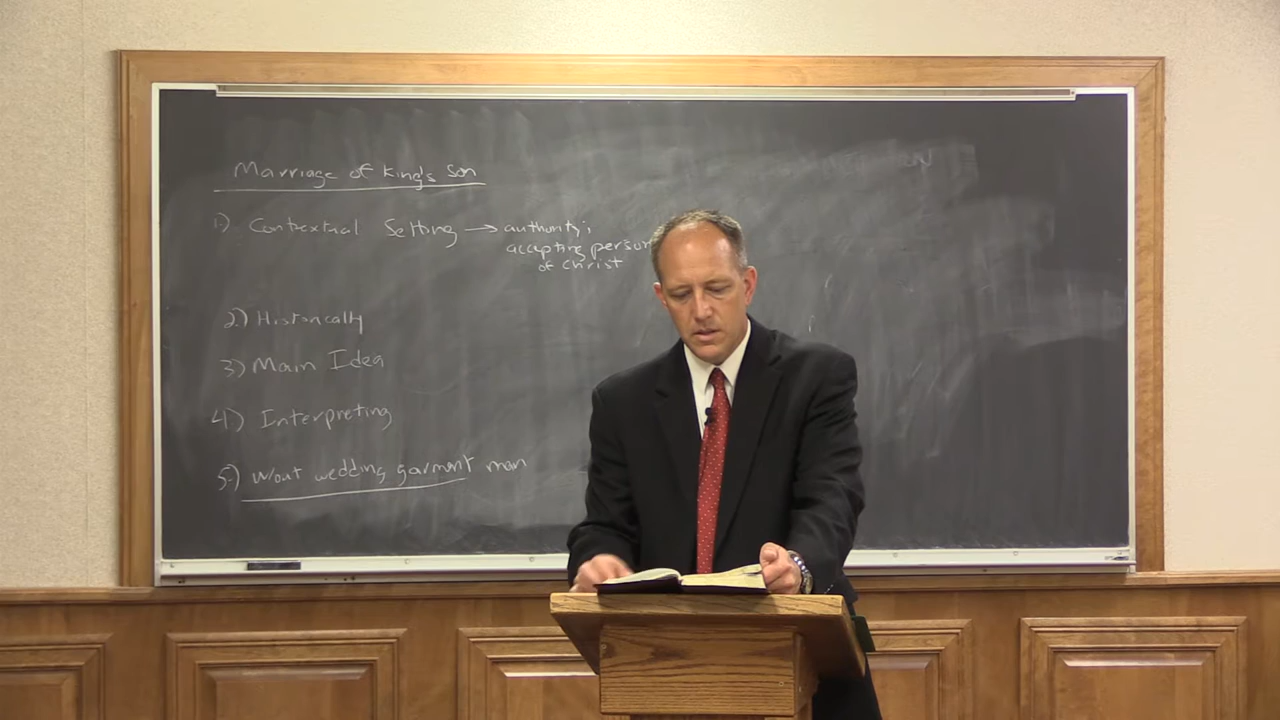 Marriage of King's Son
1.) Contextual Setting → authority;
accepting person
of Christ
2.) Historically
3.) Main Idea
4.) Interpreting
5.) W/out wedding garment man